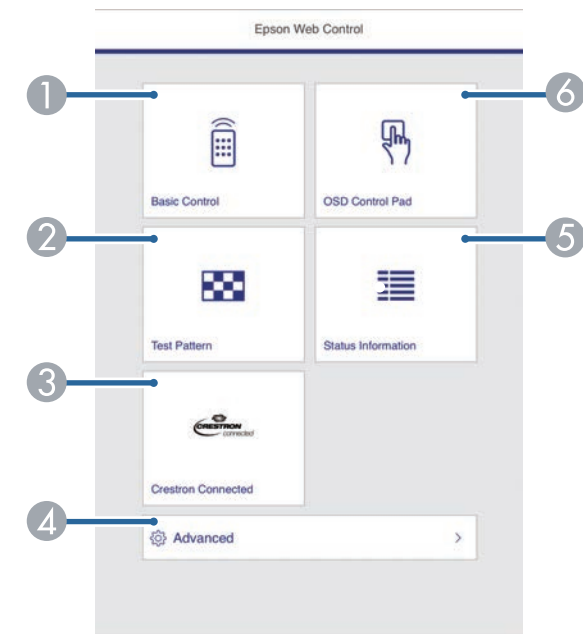 Epson Web Control
1
6
Basic Control
OSD Control Pad
2
5
Test Pattern
Status Information
3
CRESTRON
connected
Crestron Connected
4
Advanced